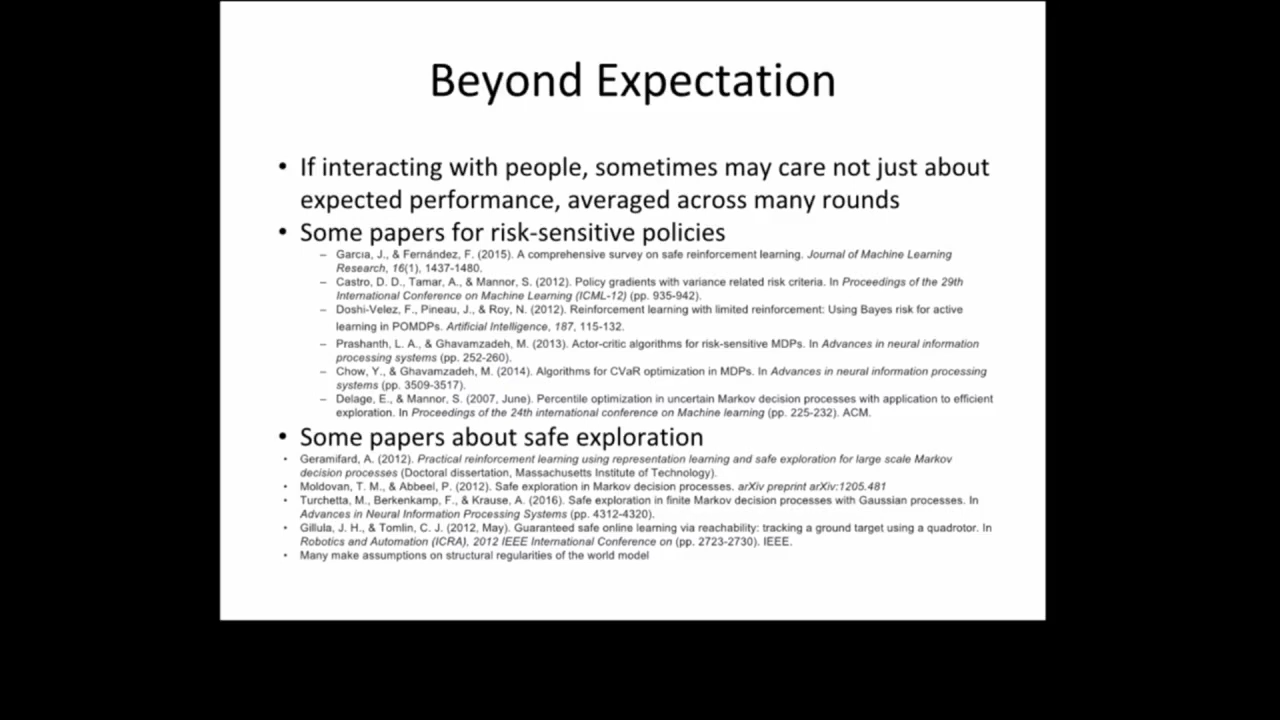 Beyond Expectation
• If interacting with people, sometimes may care not just about
expected performance, averaged across many rounds
• Some papers for risk-sensitive policies
– Garcıa, J., & Fernández, F. (2015). A comprehensive survey on safe reinforcement learning. Journal of Machine Learning
Research, 16(1), 1437-1480.
– Castro, D. D., Tamar, A., & Mannor, S. (2012). Policy gradients with variance related risk criteria. In Proceedings of the 29th
International Conference on Machine Learning (ICML-12) (pp. 935-942).
– Doshi-Velez, F., Pineau, J., & Roy, N. (2012). Reinforcement learning with limited reinforcement: Using Bayes risk for active
learning in POMDPs. Artificial Intelligence, 187, 115-132.
– Prashanth, L. A., & Ghavamzadeh, M. (2013). Actor-critic algorithms for risk-sensitive MDPs. In Advances in neural information
processing systems (pp. 252-260).
– Chow, Y., & Ghavamzadeh, M. (2014). Algorithms for CVaR optimization in MDPs. In Advances in neural information processing
systems (pp. 3509-3517).
– Delage, E., & Mannor, S. (2007, June). Percentile optimization in uncertain Markov decision processes with application to efficient
exploration. In Proceedings of the 24th international conference on Machine learning (pp. 225-232). ACM.
• Some papers about safe exploration
• Geramifard, A. (2012). Practical reinforcement learning using representation learning and safe exploration for large scale Markov
decision processes (Doctoral dissertation, Massachusetts Institute of Technology).
• Moldovan, T. M., & Abbeel, P. (2012). Safe exploration in Markov decision processes. arXiv preprint arXiv:1205.481
• Turchetta, M., Berkenkamp, F., & Krause, A. (2016). Safe exploration in finite Markov decision processes with Gaussian processes. In
Advances in Neural Information Processing Systems (pp. 4312-4320).
• Gillula, J. H., & Tomlin, C. J. (2012, May). Guaranteed safe online learning via reachability: tracking a ground target using a quadrotor. In
Robotics and Automation (ICRA), 2012 IEEE International Conference on (pp. 2723-2730). IEEE.
• Many make assumptions on structural regularities of the world model